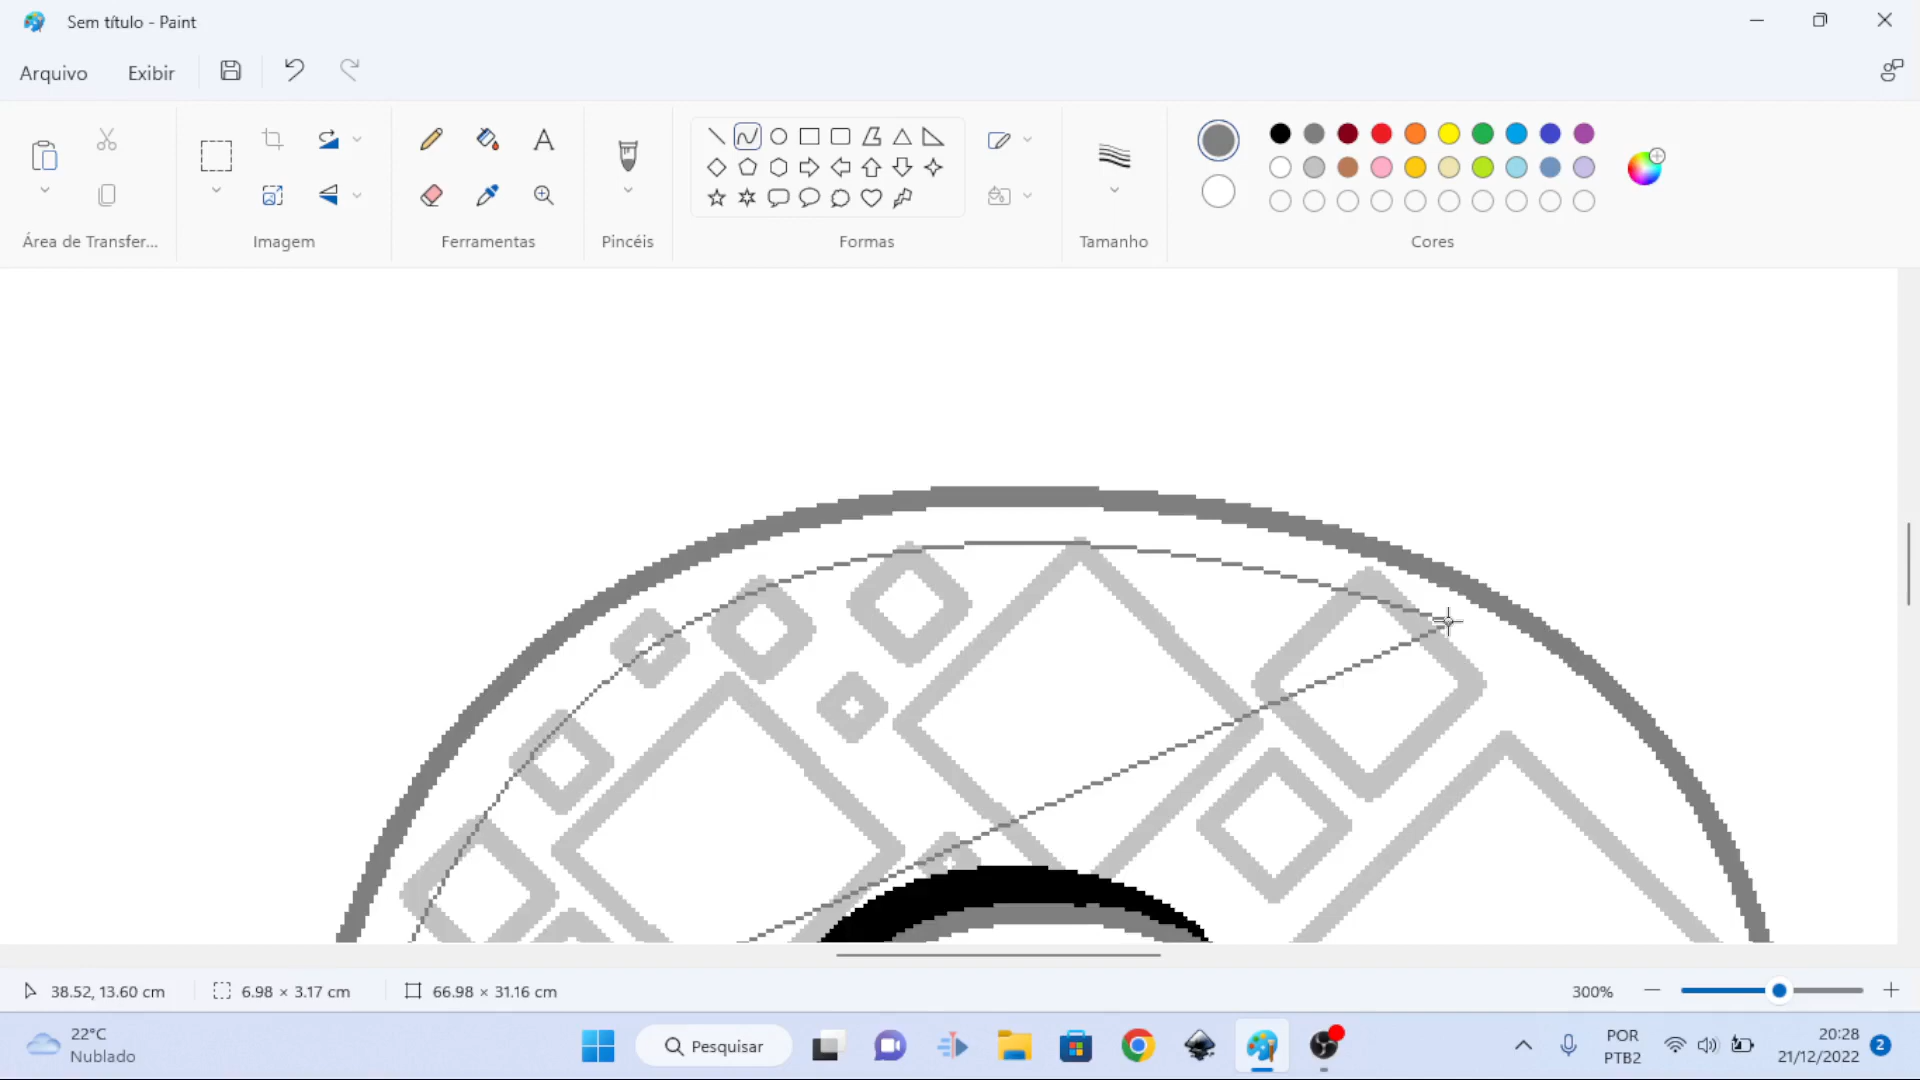 Sem título - Paint
Arquivo
Exibir
A
Área de Transfer...
Imagem
Ferramentas
Pincéis
Formas
Tamanho
Cores
38.52, 13.60 cm
6.98 × 3.17 cm
66.98 × 31.16 cm
300%
22°C
Nublado
Pesquisar
POR
PTB2
20:28
21/12/2022
2